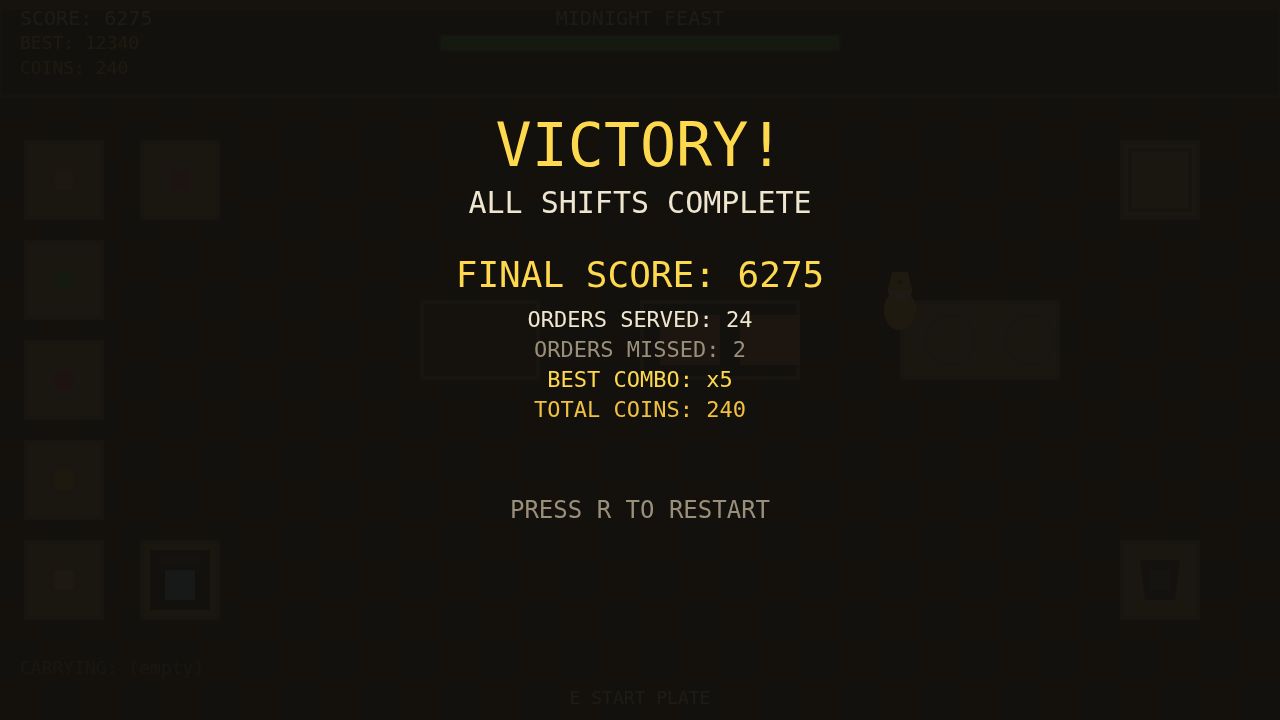 SCORE: 6275
MIDNIGHT FEAST
BEST: 12340
COINS: 240
VICTORY!
ALL SHIFTS COMPLETE
FINAL SCORE: 6275
ORDERS SERVED: 24
ORDERS MISSED: 2
BEST COMBO: x5
TOTAL COINS: 240
PRESS R TO RESTART
CARRYING: (empty)
E START PLATE